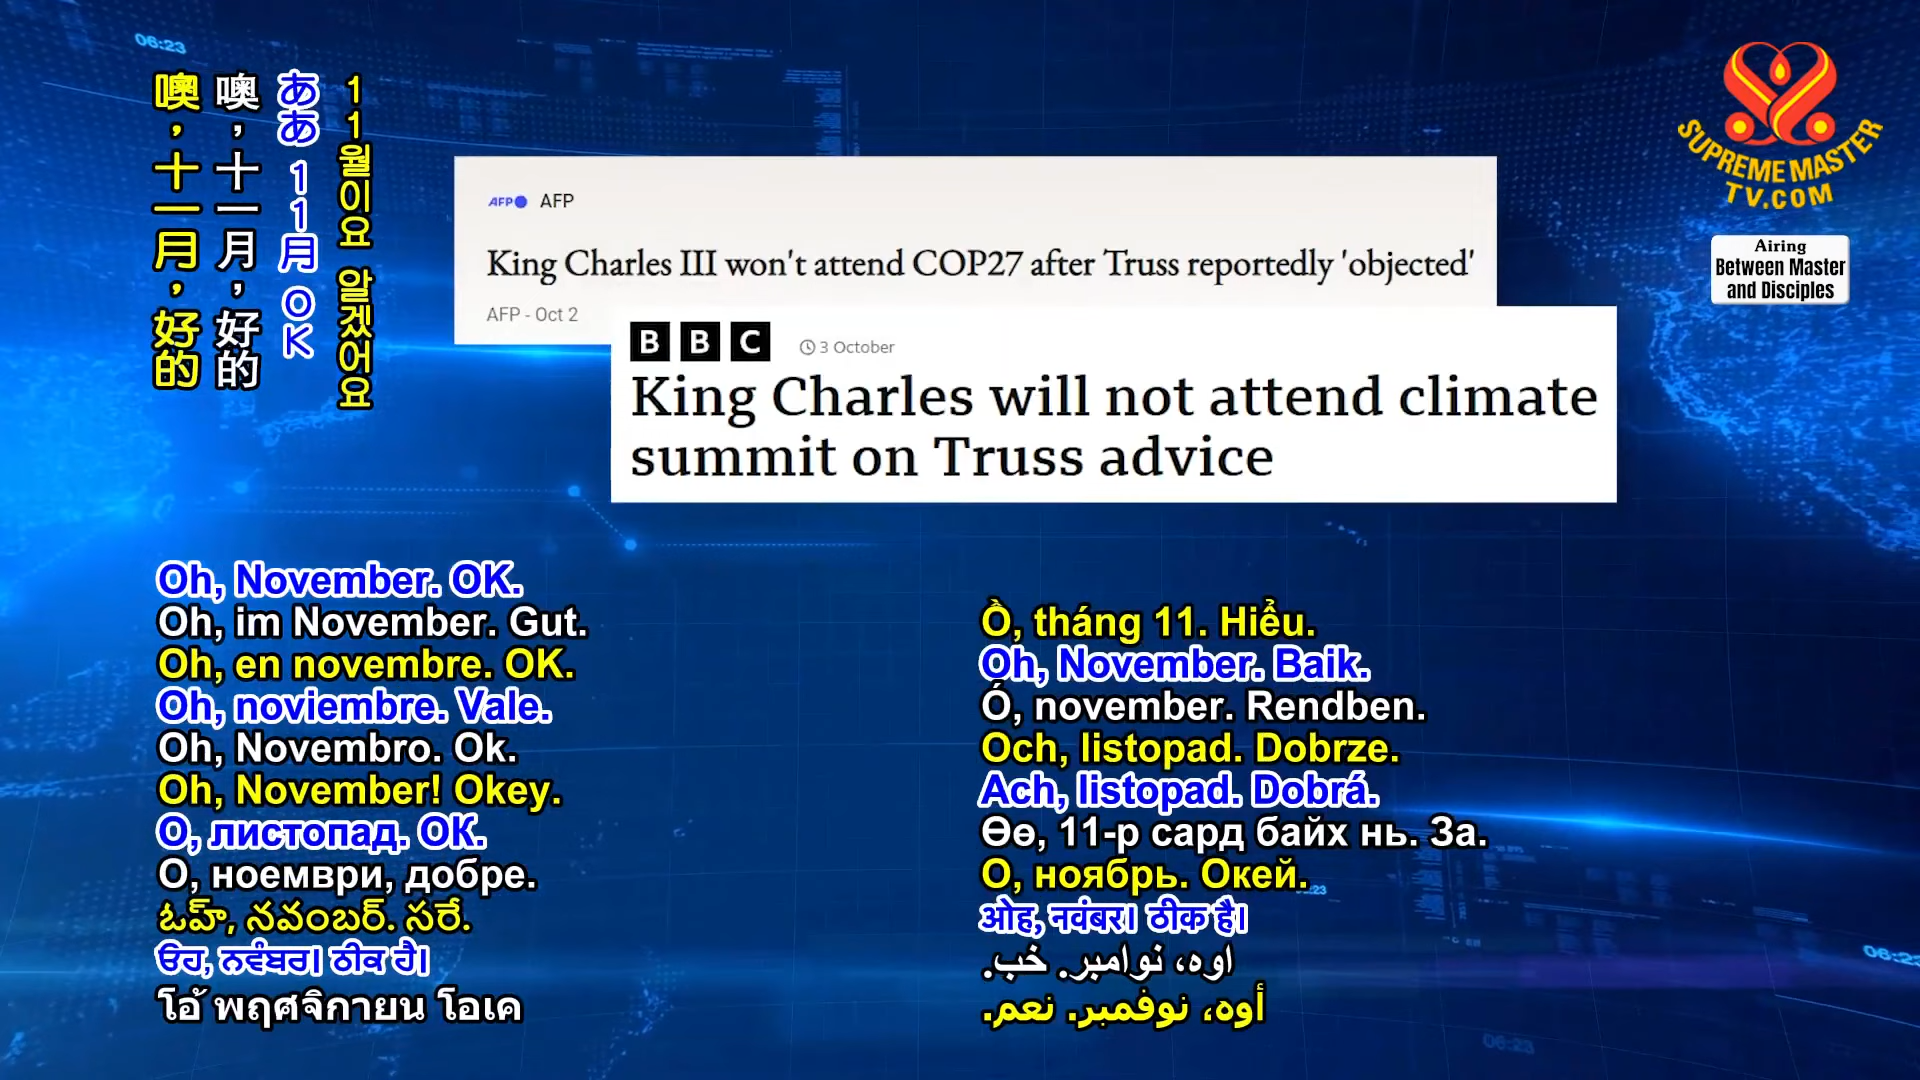 06:23
噢，十一月，好的
噢，十一月，好的
ああ 11月 OK
11월이요 알겠어요
SUPREME MASTER
TV.COM
Airing
Between Master
and Disciples
AFP AFP
King Charles III won't attend COP27 after Truss reportedly 'objected'
AFP - Oct 2
BBC 3 October
King Charles will not attend climate
summit on Truss advice
Oh, November. OK.
Oh, im November. Gut.
Oh, en novembre. OK.
Oh, noviembre. Vale.
Oh, Novembro. Ok.
Oh, November! Okey.
О, листопад. ОК.
О, ноември, добре.
ఓహ్, నవంబర్. సరే.
ਓਹ, ਨਵੰਬਰ। ਠੀਕ ਹੈ।
โอ้ พฤศจิกายน โอเค
Ồ, tháng 11. Hiểu.
Oh, November. Baik.
Ó, november. Rendben.
Och, listopad. Dobrze.
Ach, listopad. Dobrá.
Өө, 11-р сард байх нь. За.
О, ноябрь. Окей.
ओह, नवंबर। ठीक है।
اوه، نوامبر. خب.
أوه، نوفمبر. نعم.
06:23
06:23